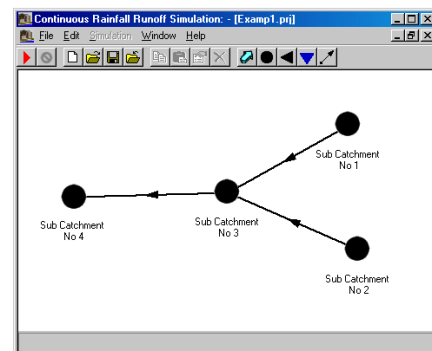 Continuous Rainfall Runoff Simulation: - [Examp1.prj]
File Edit Simulation Window Help
Sub Catchment
No 1
Sub Catchment
No 3
Sub Catchment
No 4
Sub Catchment
No 2